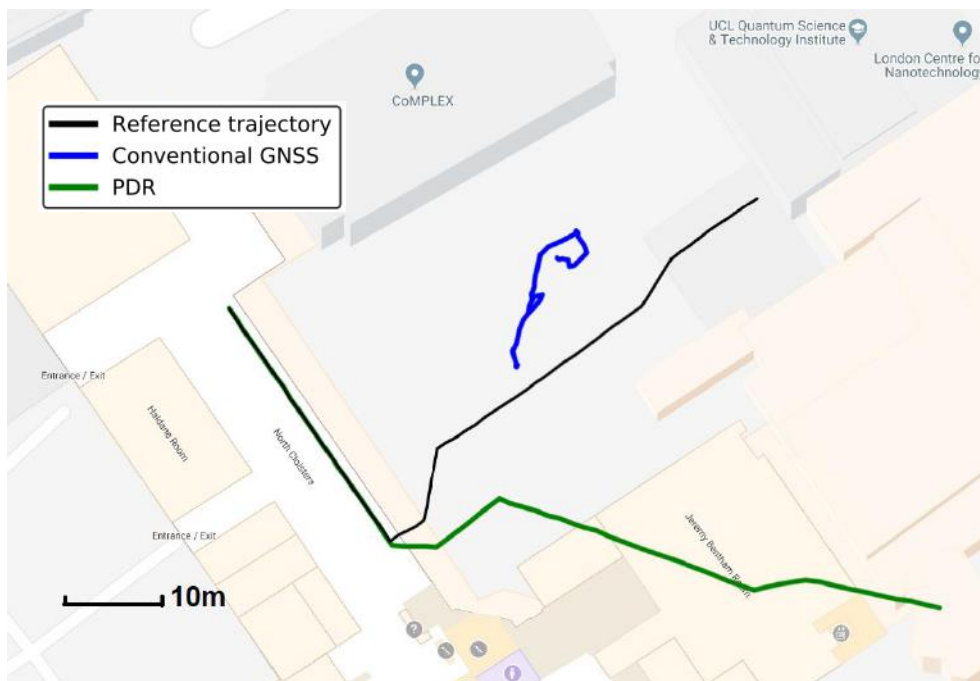 UCL Quantum Science
& Technology Institute
London Centre fo
Nanotechnology
CoMPLEX
Reference trajectory
Conventional GNSS
PDR
Entrance / Exit
Haldane Room
North Cloisters
Entrance / Exit
Jeremy Bentham Room
10m
?